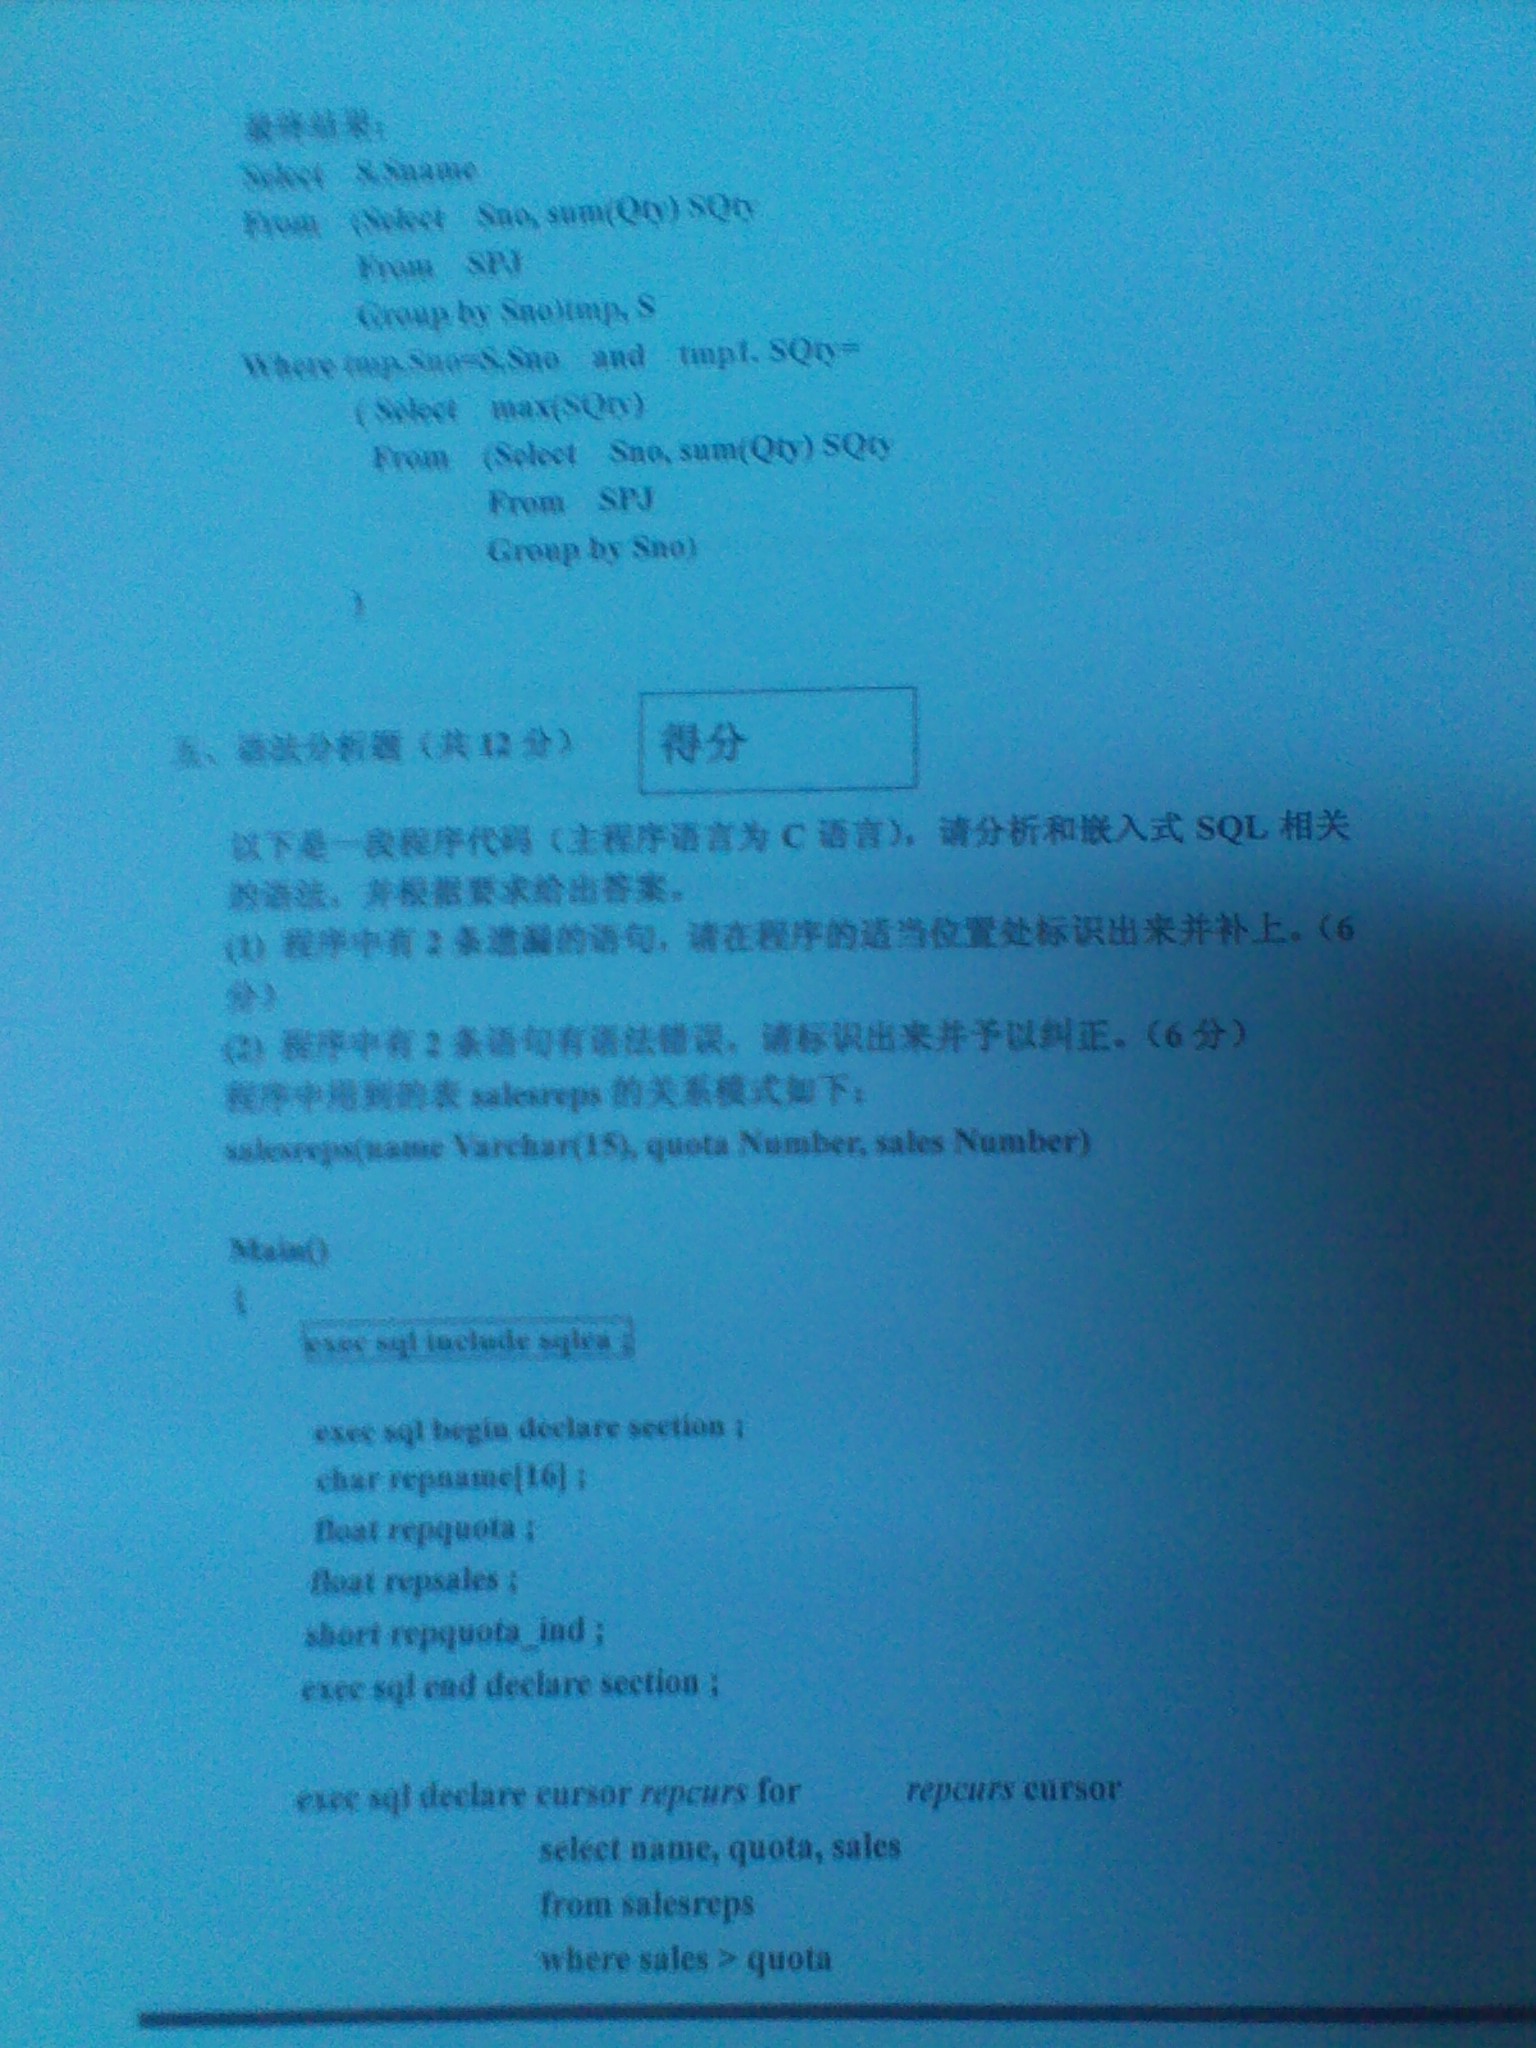 最终结果：
Select S.Sname
From (Select Sno, sum(Qty) SQty
From SPJ
Group by Sno)tmp, S
Where tmp.Sno=S.Sno and tmp1. SQty=
( Select max(SQty)
From (Select Sno, sum(Qty) SQty
From SPJ
Group by Sno)
)
五、语法分析题（共 12 分）
得分
以下是一段程序代码（主程序语言为 C 语言），请分析和嵌入式 SQL 相关
的语法，并根据要求给出答案。
(1) 程序中有 2 条遗漏的语句，请在程序的适当位置处标识出来并补上。（6
分）
(2) 程序中有 2 条语句有语法错误，请标识出来并予以纠正。（6 分）
程序中用到的表 salesreps 的关系模式如下：
salesreps(name Varchar(15), quota Number, sales Number)
Main()
{
exec sql include sqlca ;
exec sql begin declare section ;
char repname[16] ;
float repquota ;
float repsales ;
short repquota_ind ;
exec sql end declare section ;
exec sql declare cursor repcurs for repcurs cursor
select name, quota, sales
from salesreps
where sales > quota